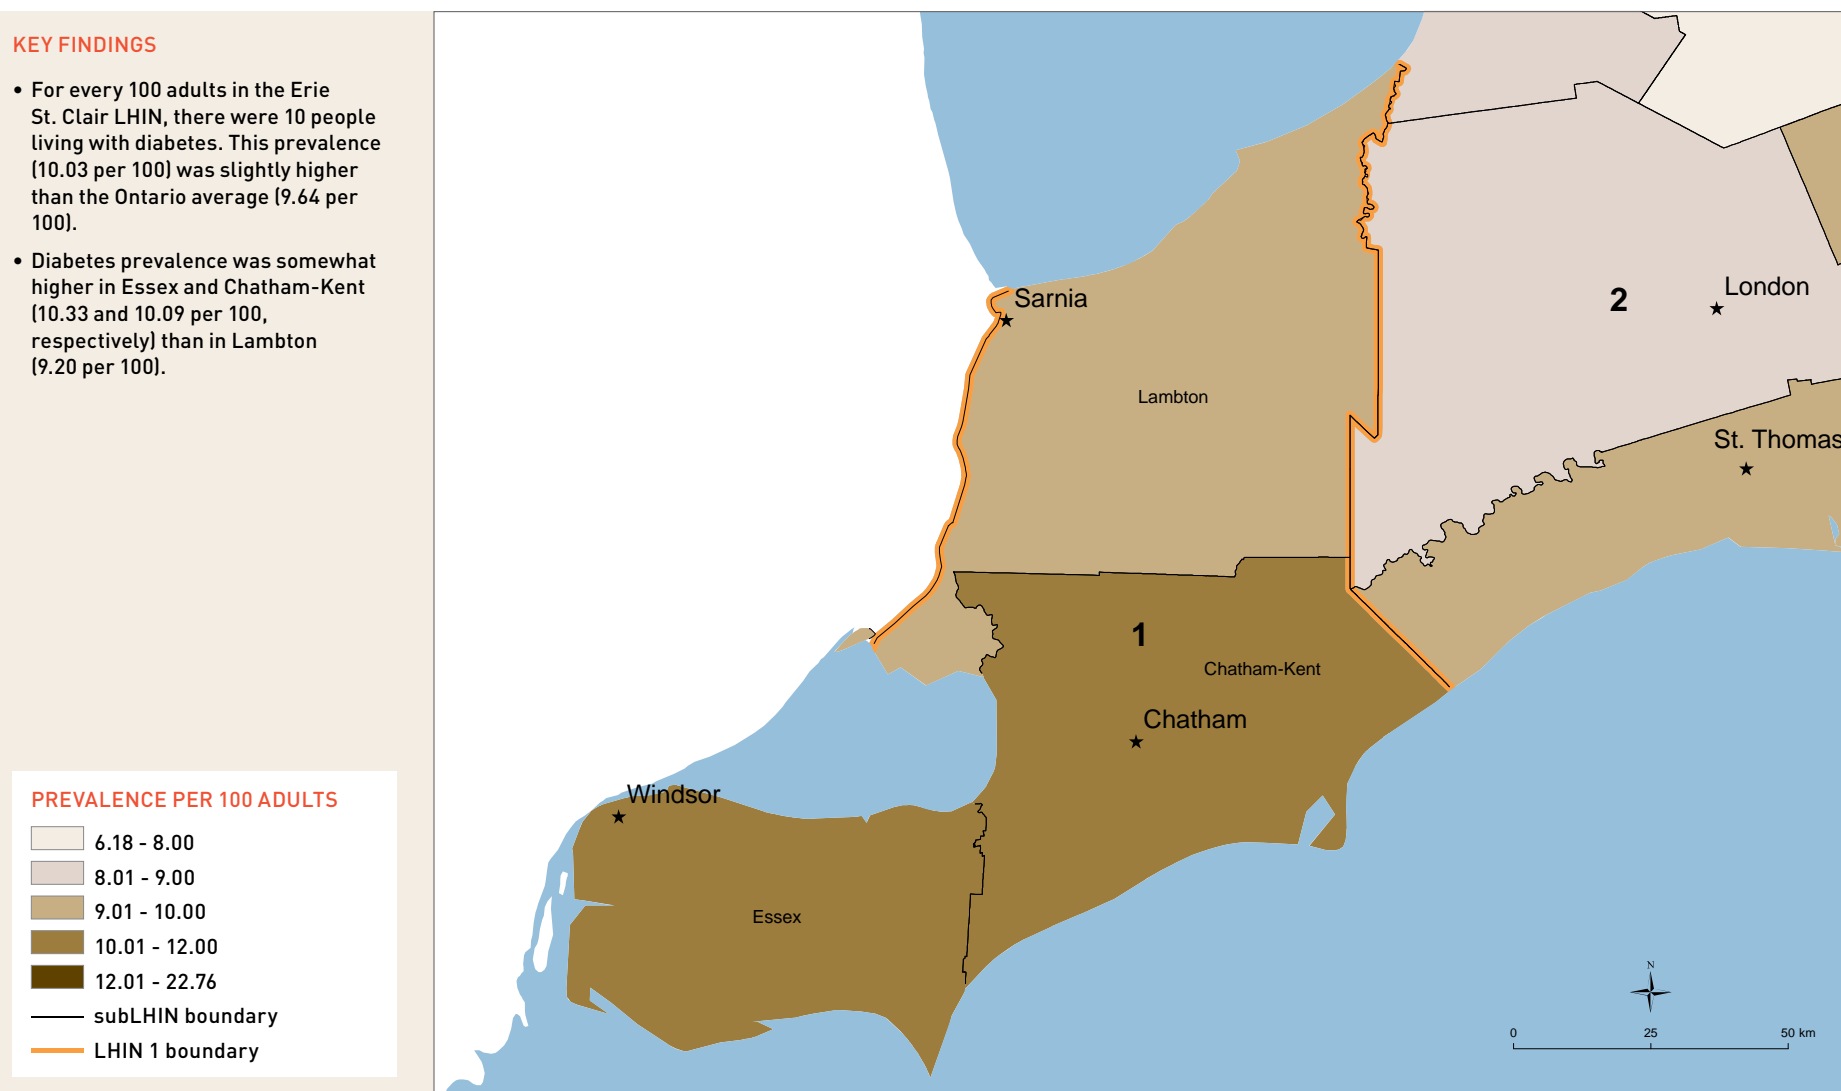 KEY FINDINGS
• For every 100 adults in the Erie
St. Clair LHIN, there were 10 people
living with diabetes. This prevalence
(10.03 per 100) was slightly higher
than the Ontario average (9.64 per
100).
• Diabetes prevalence was somewhat
higher in Essex and Chatham-Kent
(10.33 and 10.09 per 100,
respectively) than in Lambton
(9.20 per 100).
PREVALENCE PER 100 ADULTS
6.18 - 8.00
8.01 - 9.00
9.01 - 10.00
10.01 - 12.00
12.01 - 22.76
subLHIN boundary
LHIN 1 boundary
Sarnia
London
2
Lambton
St. Thomas
1
Chatham-Kent
Chatham
Windsor
Essex
N
0 25 50 km